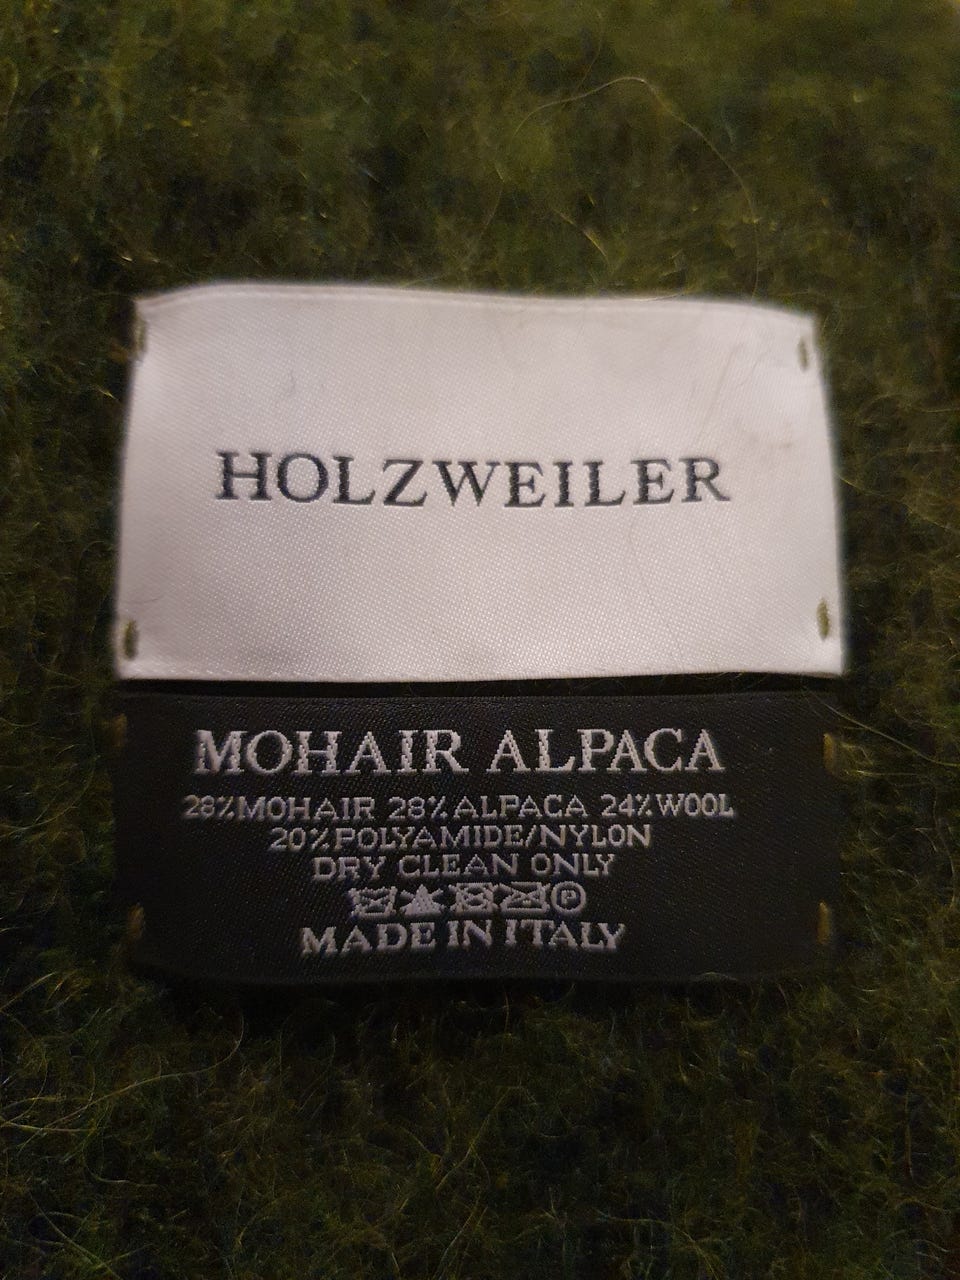 HOLZWEILER
MOHAIR ALPACA
28%MOHAIR 28%ALPACA 24%WOOL
20%POLYAMIDE/NYLON
DRY CLEAN ONLY
P
MADE IN ITALY